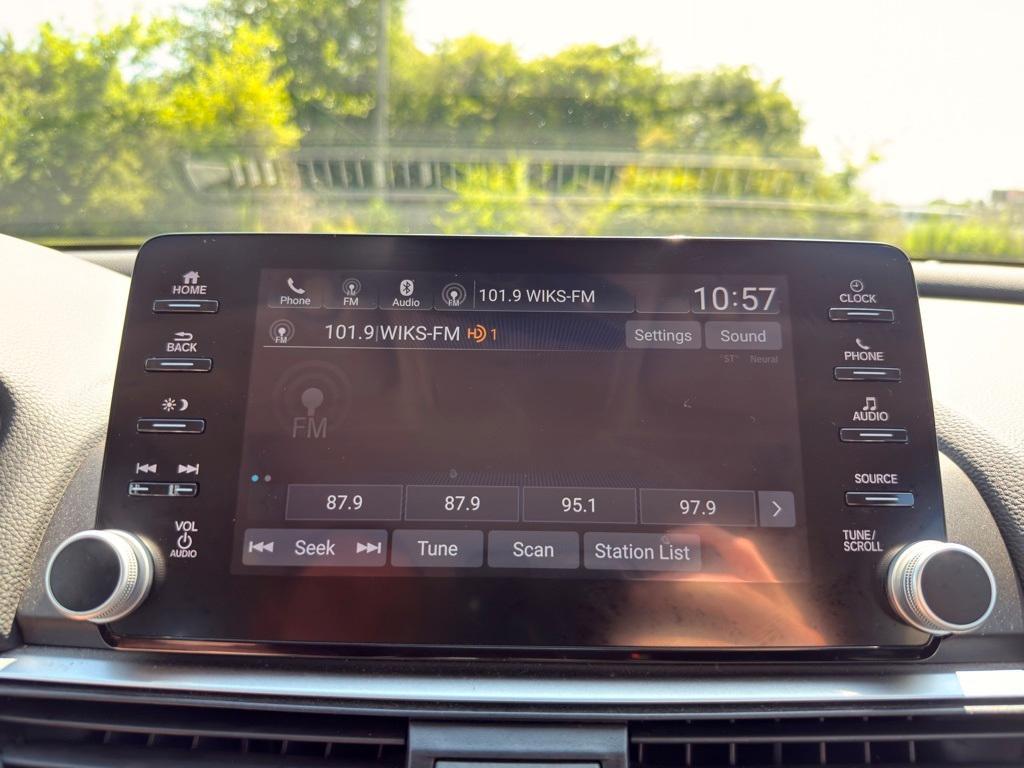 HOME
BACK
VOL
AUDIO
Phone
FM
Audio
FM
101.9 WIKS-FM
10:57
FM
101.9 WIKS-FM HD 1
Settings
Sound
"ST" Neural
FM
87.9
87.9
95.1
97.9
Seek
Tune
Scan
Station List
CLOCK
PHONE
AUDIO
SOURCE
TUNE/
SCROLL